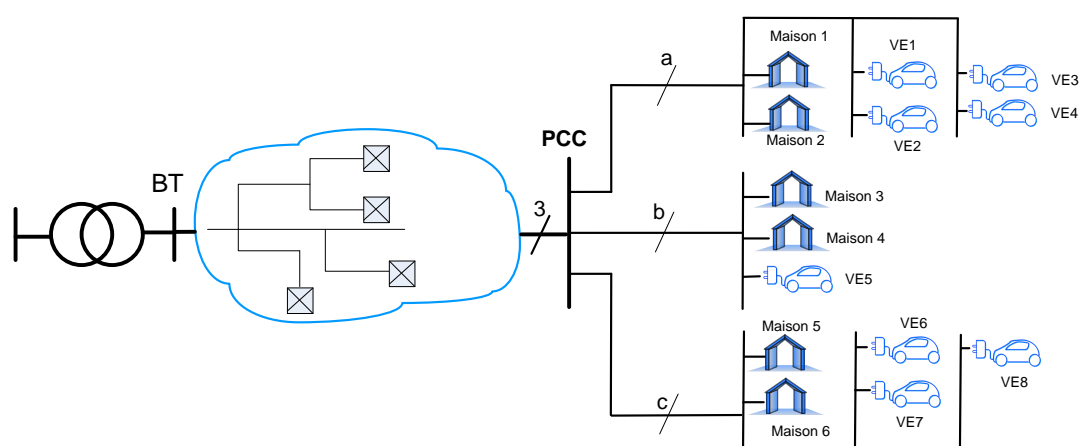 BT
PCC
3
a
Maison 1
Maison 2
VE1
VE2
VE3
VE4
b
Maison 3
Maison 4
VE5
c
Maison 5
Maison 6
VE6
VE7
VE8